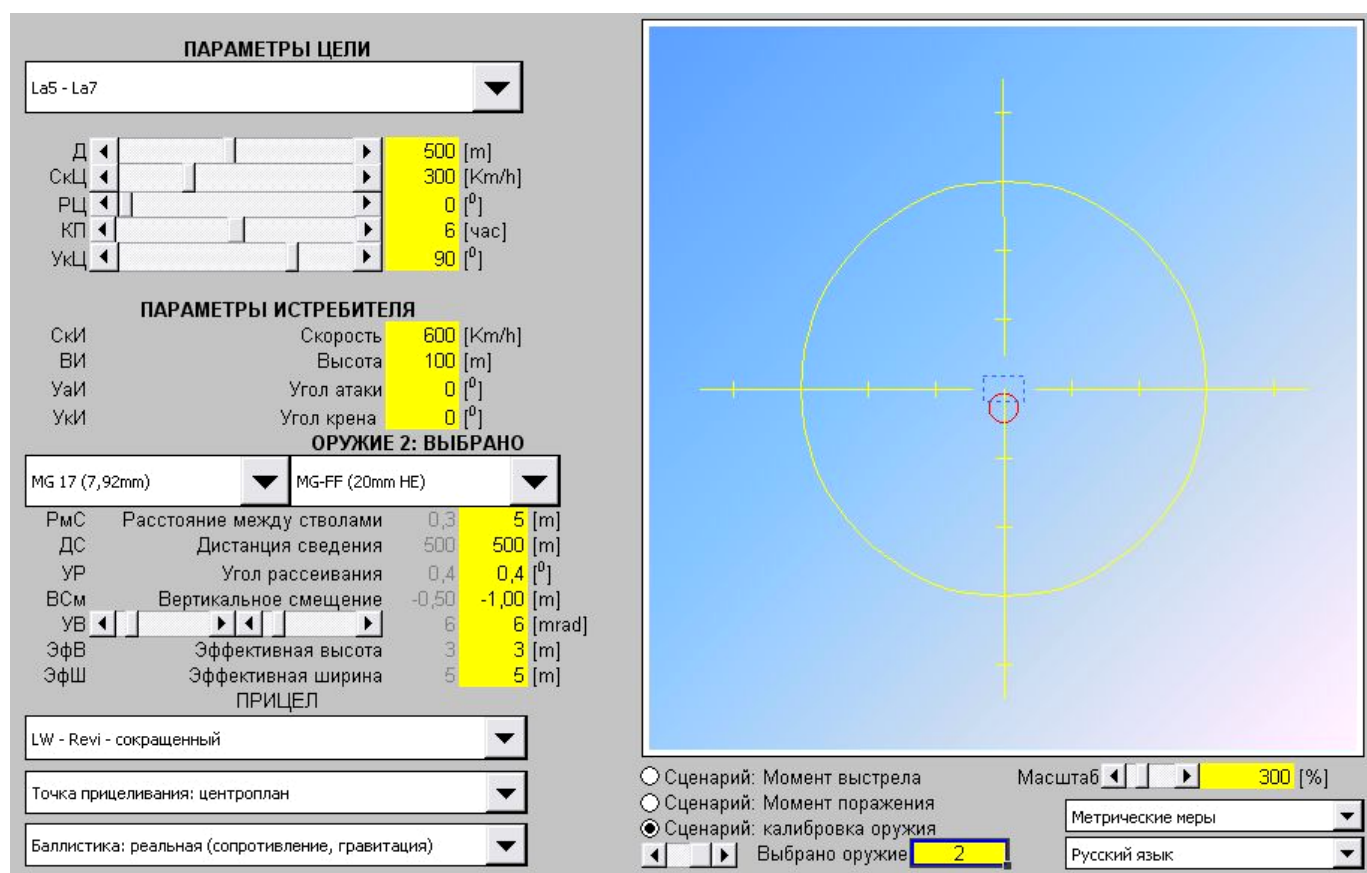 ПАРАМЕТРЫ ЦЕЛИ
La5 - La7
Д 500 [m]
СкЦ 300 [Km/h]
РЦ 0 [⁰]
КП 6 [час]
УкЦ 90 [⁰]
ПАРАМЕТРЫ ИСТРЕБИТЕЛЯ
СкИ Скорость 600 [Km/h]
ВИ Высота 100 [m]
УаИ Угол атаки 0 [⁰]
УкИ Угол крена 0 [⁰]
ОРУЖИЕ 2: ВЫБРАНО
MG 17 (7,92mm) MG-FF (20mm HE)
РмС Расстояние между стволами 0,3 5 [m]
ДС Дистанция сведения 500 500 [m]
УР Угол рассеивания 0,4 0,4 [⁰]
ВСм Вертикальное смещение -0,50 -1,00 [m]
УВ 6 6 [mrad]
ЭфВ Эффективная высота 3 3 [m]
ЭфШ Эффективная ширина 5 5 [m]
ПРИЦЕЛ
LW - Revi - сокращенный
Точка прицеливания: центроплан
Баллистика: реальная (сопротивление, гравитация)
Сценарий: Момент выстрела
Сценарий: Момент поражения
Сценарий: калибровка оружия
Выбрано оружие 2
Масштаб 300 [%]
Метрические меры
Русский язык